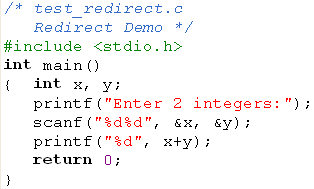 /* test_redirect.c
   Redirect Demo */
#include <stdio.h>
int main()
{  int x, y;
   printf("Enter 2 integers:");
   scanf("%d%d", &x, &y);
   printf("%d", x+y);
   return 0;
}